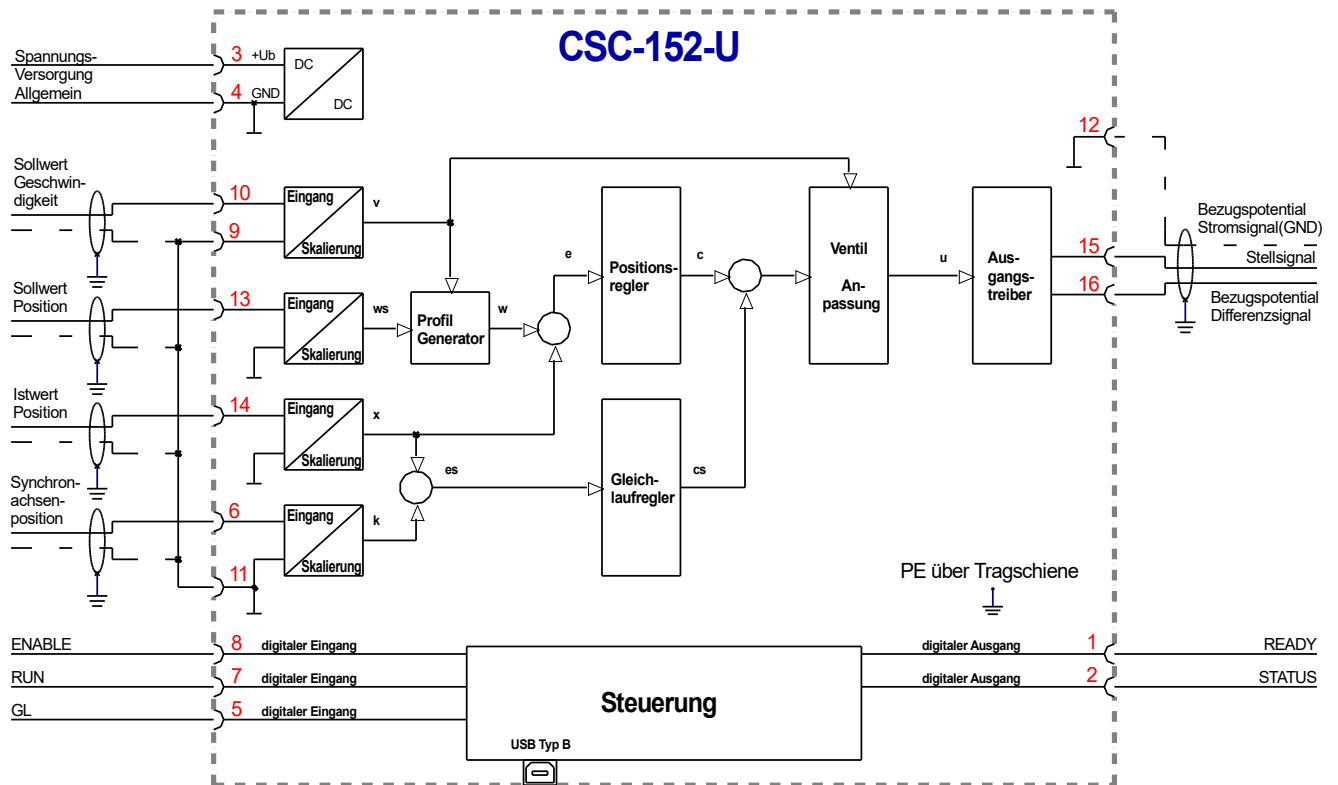 CSC-152-U
Spannungs-
Versorgung
Allgemein
3
+Ub
4
GND
DC
DC
12
Sollwert
Geschwin-
digkeit
10
9
Eingang
Skalierung
v
Sollwert
Position
13
Eingang
Skalierung
ws
Profil
Generator
w
e
Positions-
regler
c
Ventil
An-
passung
u
Aus-
gangs-
treiber
15
16
Bezugspotential
Stromsignal(GND)
Stellsignal
Bezugspotential
Differenzsignal
Istwert
Position
14
Eingang
Skalierung
x
es
Gleich-
laufregler
cs
Synchron-
achsen-
position
6
Eingang
Skalierung
k
11
PE über Tragschiene
ENABLE
8
digitaler Eingang
RUN
7
digitaler Eingang
GL
5
digitaler Eingang
Steuerung
USB Typ B
digitaler Ausgang
1
READY
digitaler Ausgang
2
STATUS